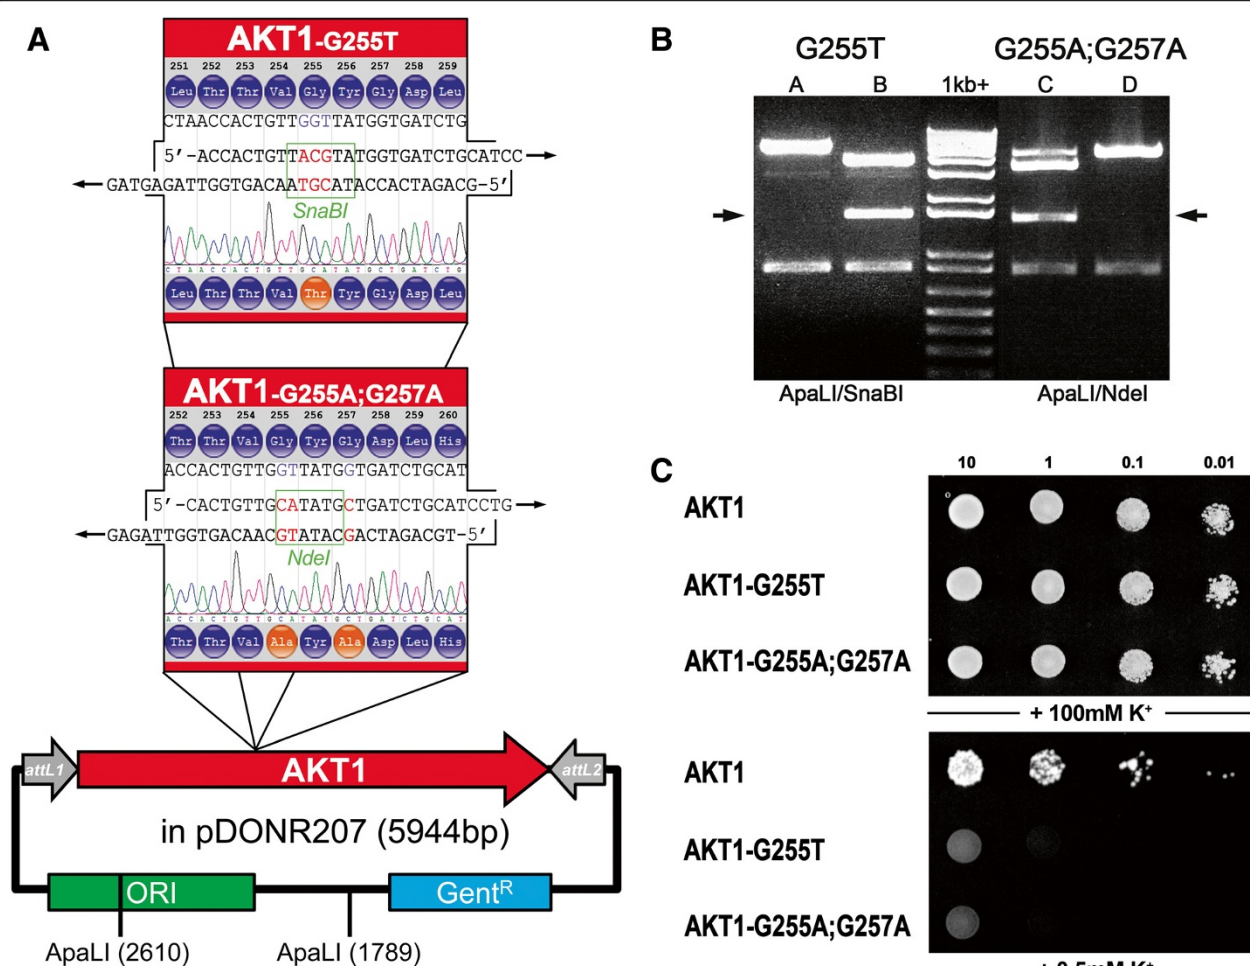 A
AKT1-G255T
251 252 253 254 255 256 257 258 259
Leu Thr Thr Val Gly Tyr Gly Asp Leu
CTAACCACTGTTGGTTATGGTGATCTG
5′-ACCACTGTTACGTATGGTGATCTGCATCC
GATGAGATTGGTGACAATGCATACCACTAGACG-5′
SnaBI
Leu Thr Thr Val Thr Tyr Gly Asp Leu
AKT1-G255A;G257A
252 253 254 255 256 257 258 259 260
Thr Thr Val Gly Tyr Gly Asp Leu His
ACCACTGTTGGTTATGGTGATCTGCAT
5′-CACTGTTGCATATGCTGATCTGCATCCTG
GAGATTGGTGACAACGTATACGACTAGACGT-5′
NdeI
A C C A C T G T T G C A T A T G C T G A T C T G C A T
Thr Thr Val Ala Tyr Ala Asp Leu His
attL1 AKT1 attL2
in pDONR207 (5944bp)
ORI GentR
ApaLI (2610) ApaLI (1789)
B
G255T G255A;G257A
A B 1kb+ C D
ApaLI/SnaBI ApaLI/NdeI
C
10 1 0.1 0.01
AKT1
AKT1-G255T
AKT1-G255A;G257A
+ 100mM K+
AKT1
AKT1-G255T
AKT1-G255A;G257A